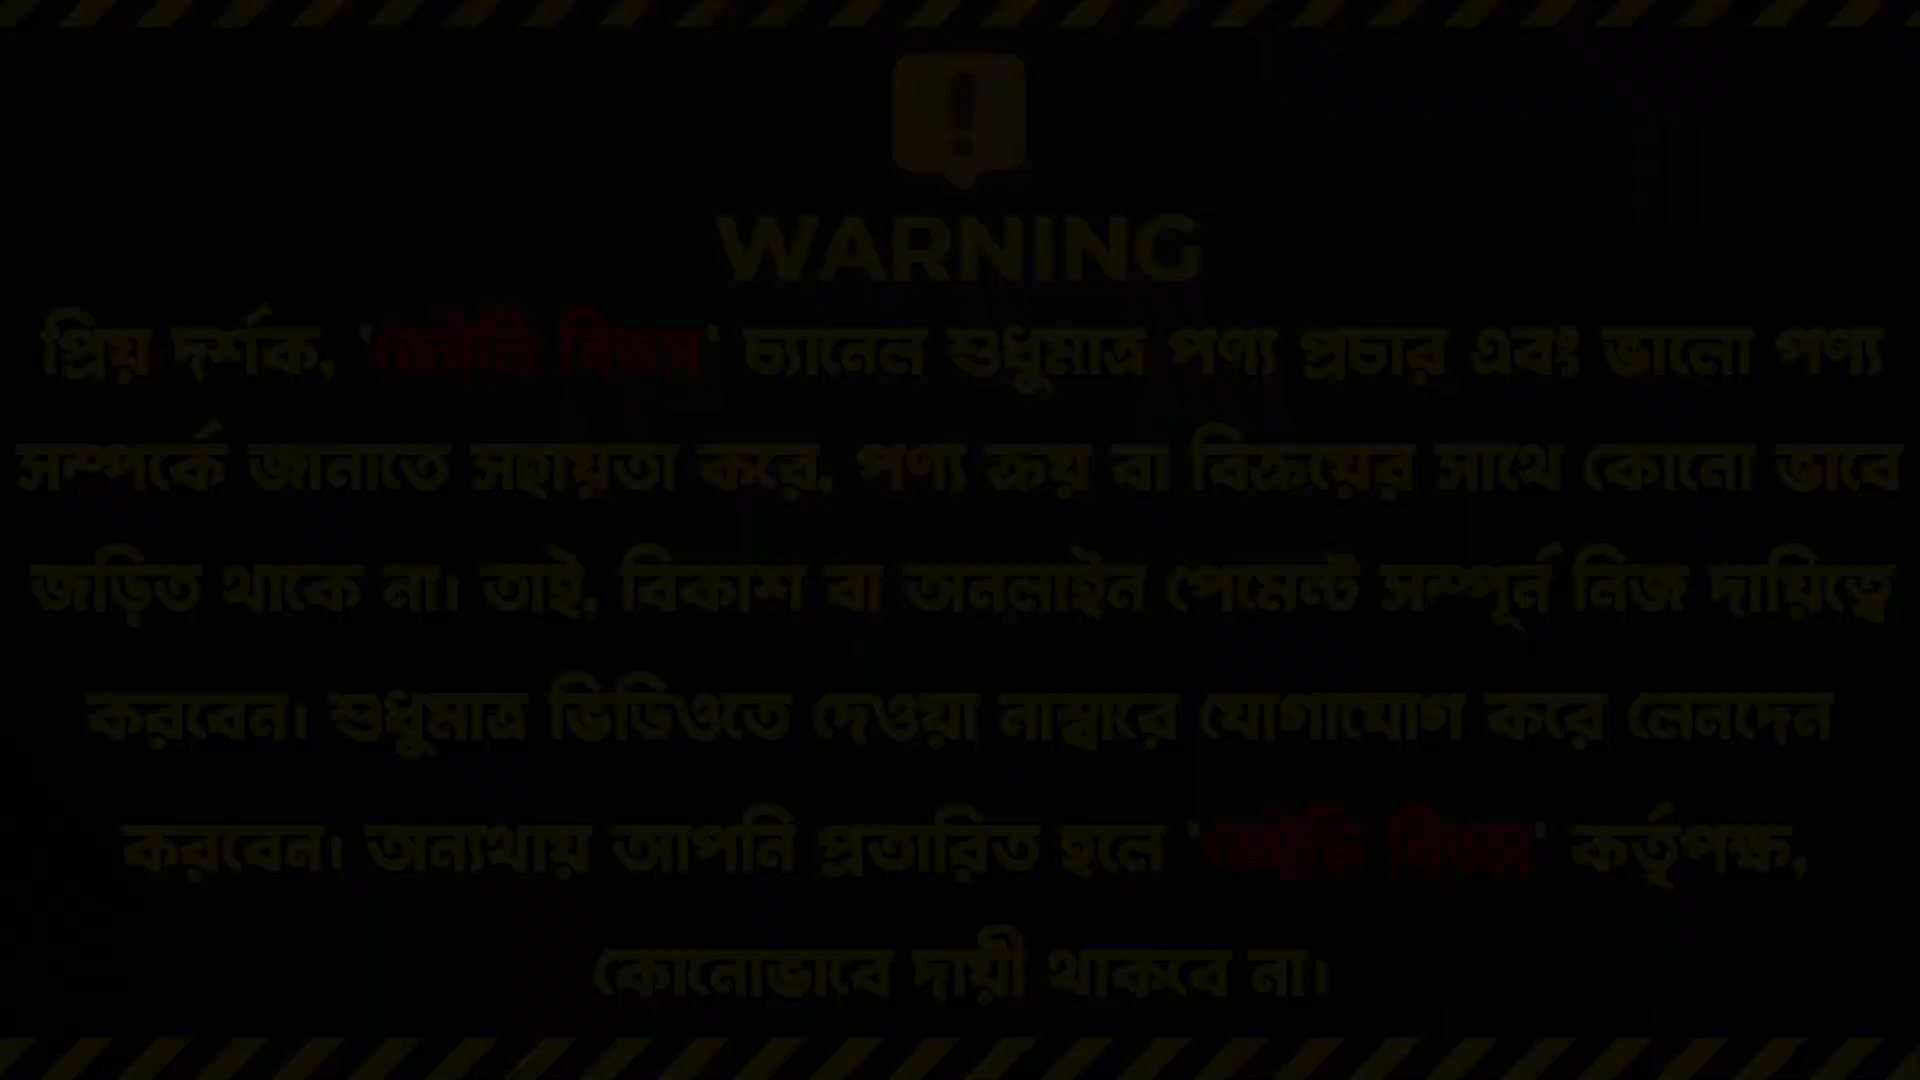 WARNING
প্রিয় দর্শক, '' চ্যানেল শুধুমাত্র পণ্য প্রচার এবং ভালো পণ্য
সম্পর্কে জানাতে সহায়তা করে, পণ্য ক্রয় বা বিক্রয়ের সাথে কোনো ভাবে
জড়িত থাকে না। তাই, বিকাশ বা অনলাইন পেমেন্ট সম্পূর্ন নিজ দায়িত্বে
করবেন। শুধুমাত্র ভিডিওতে দেওয়া নাম্বারে যোগাযোগ করে লেনদেন
করবেন। অন্যথায় আপনি প্রতারিত হলে '' কর্তৃপক্ষ,
কোনোভাবে দায়ী থাকবে না।